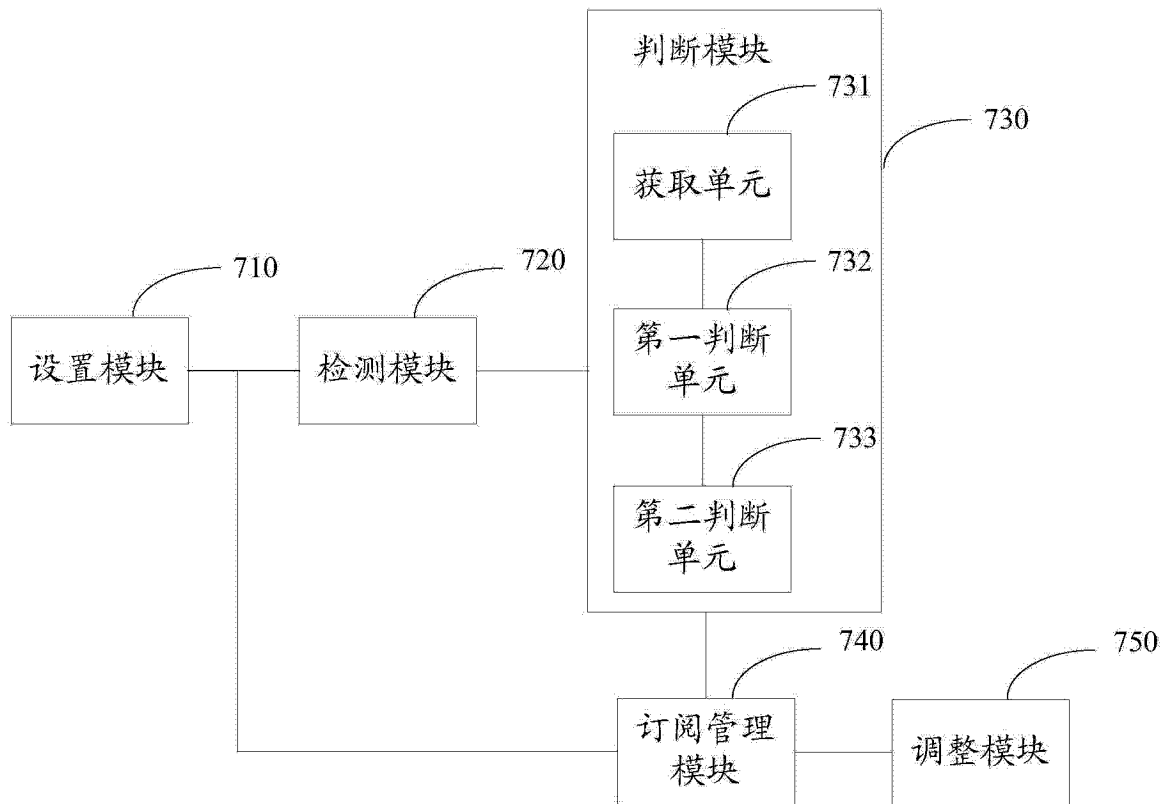 判断模块
731
730
获取单元
710
720
732
设置模块
检测模块
第一判断
单元
733
第二判断
单元
740
750
订阅管理
模块
调整模块